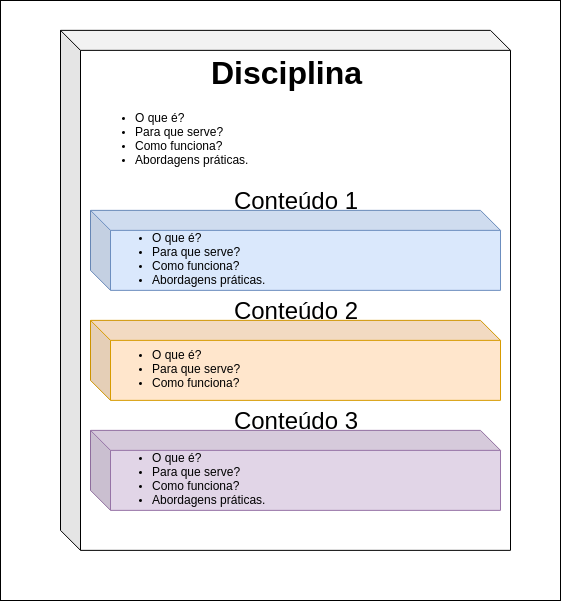 Disciplina
• O que é?
• Para que serve?
• Como funciona?
• Abordagens práticas.
Conteúdo 1
• O que é?
• Para que serve?
• Como funciona?
• Abordagens práticas.
Conteúdo 2
• O que é?
• Para que serve?
• Como funciona?
Conteúdo 3
• O que é?
• Para que serve?
• Como funciona?
• Abordagens práticas.